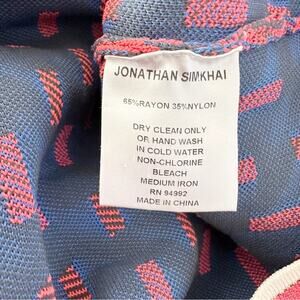 JONATHAN SIMKHAI
65%RAYON 35%NYLON
DRY CLEAN ONLY
OR HAND WASH
IN COLD WATER
NON-CHLORINE
BLEACH
MEDIUM IRON
RN 94992
MADE IN CHINA